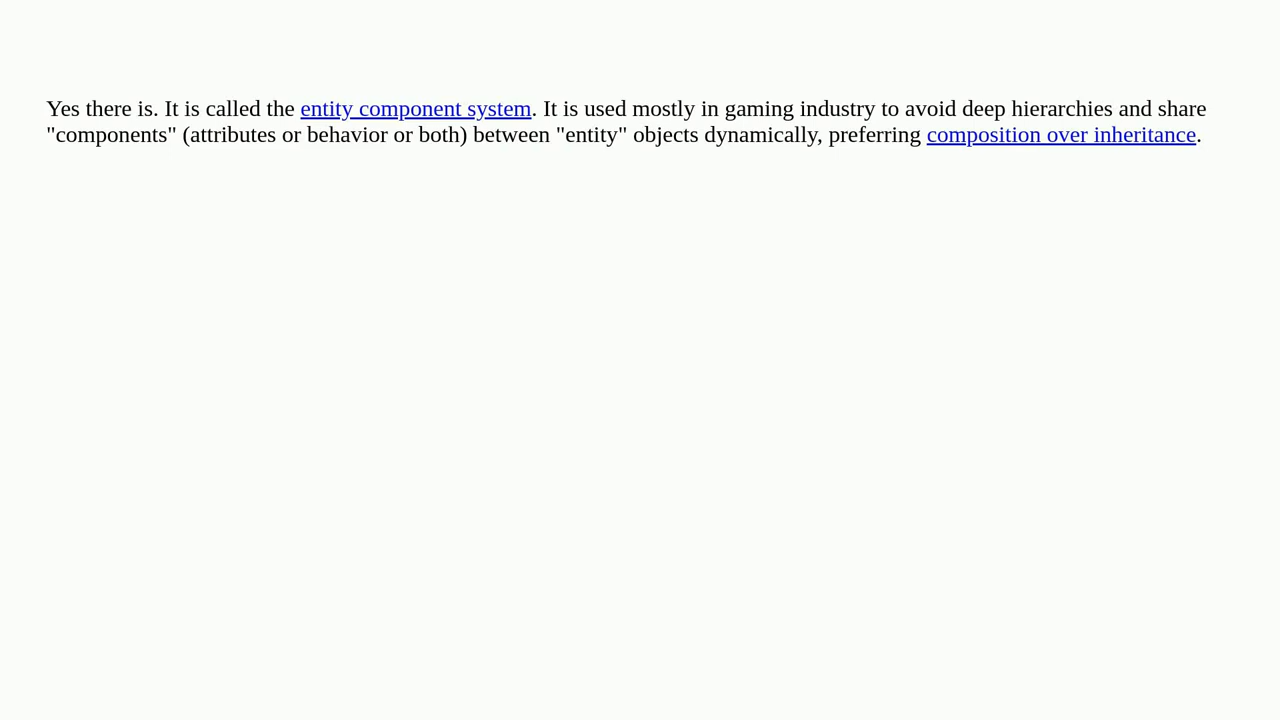 Yes there is. It is called the entity component system. It is used mostly in gaming industry to avoid deep hierarchies and share
"components" (attributes or behavior or both) between "entity" objects dynamically, preferring composition over inheritance.